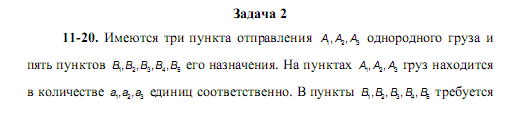 Задача 2
11-20. Имеются три пункта отправления A₁, A₂, A₃ однородного груза и
пять пунктов B₁, B₂, B₃, B₄, B₅ его назначения. На пунктах A₁, A₂, A₃ груз находится
в количестве a₁, a₂, a₃ единиц соответственно. В пункты B₁, B₂, B₃, B₄, B₅ требуется